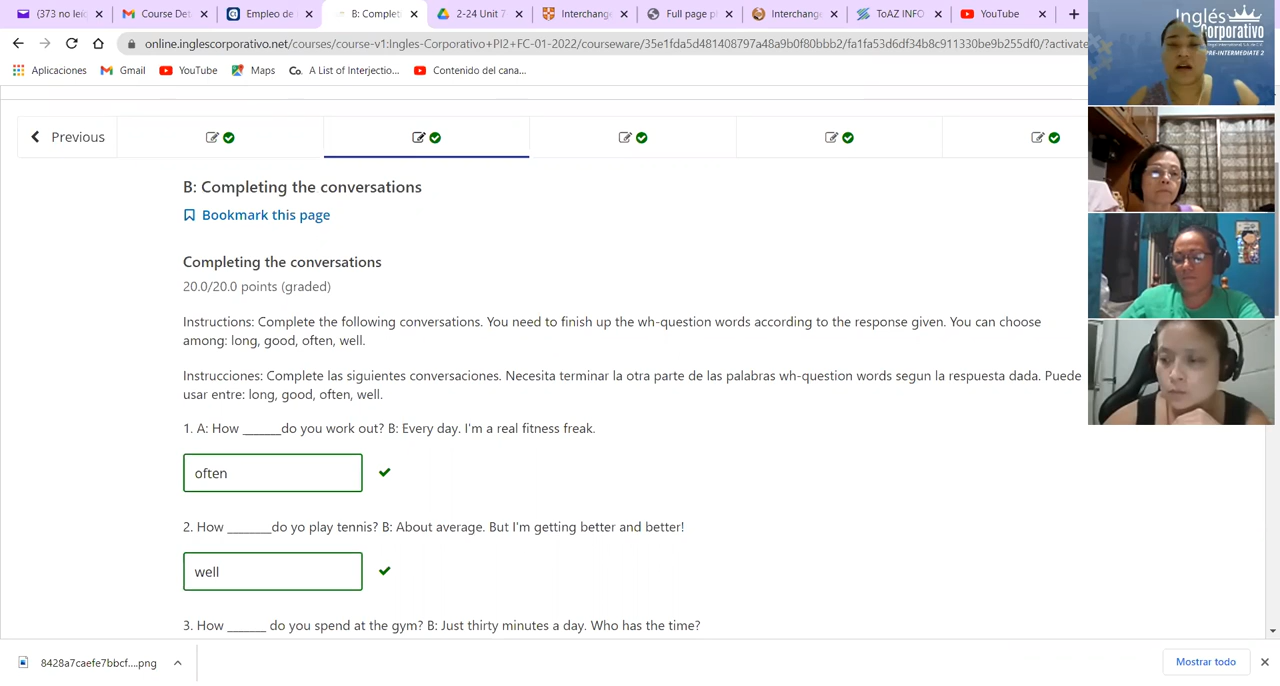 (373 no leíd
Course Det
Empleo de
B: Complet
2-24 Unit 7
Interchange
Full page pl
Interchang
ToAZ INFO
YouTube
online.inglescorporativo.net/courses/course-v1:Ingles-Corporativo+PI2+FC-01-2022/courseware/35e1fda5d481408797a48a9b0f80bbb2/fa1fa53d6df34b8c911330be9b255df0/?activate
Aplicaciones
Gmail
YouTube
Maps
Co. A List of Interjectio...
Contenido del cana...
Inglés
Corporativo
PRE-INTERMEDIATE 2
Previous
B: Completing the conversations
Bookmark this page
Completing the conversations
20.0/20.0 points (graded)
Instructions: Complete the following conversations. You need to finish up the wh-question words according to the response given. You can choose
among: long, good, often, well.
Instrucciones: Complete las siguientes conversaciones. Necesita terminar la otra parte de las palabras wh-question words segun la respuesta dada. Puede
usar entre: long, good, often, well.
1. A: How ______do you work out? B: Every day. I'm a real fitness freak.
often
2. How _______do yo play tennis? B: About average. But I'm getting better and better!
well
3. How ______ do you spend at the gym? B: Just thirty minutes a day. Who has the time?
8428a7caefe7bbcf....png
Mostrar todo